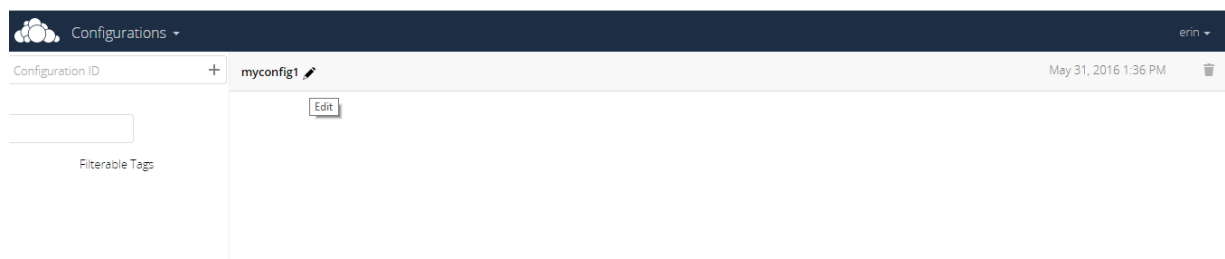 Configurations
erin
Configuration ID
myconfig1
May 31, 2016 1:36 PM
Edit
Filterable Tags